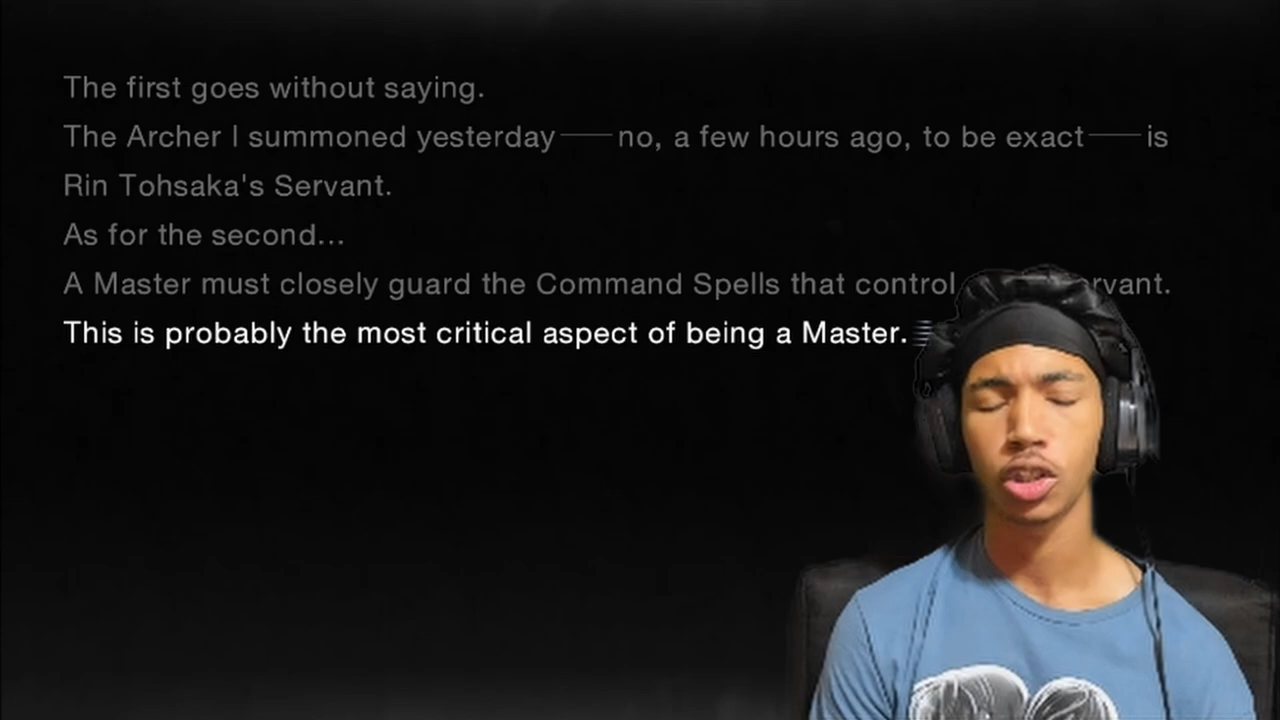 The first goes without saying.
The Archer I summoned yesterday——no, a few hours ago, to be exact——is
Rin Tohsaka's Servant.
As for the second...
A Master must closely guard the Command Spells that control
This is probably the most critical aspect of being a Master.